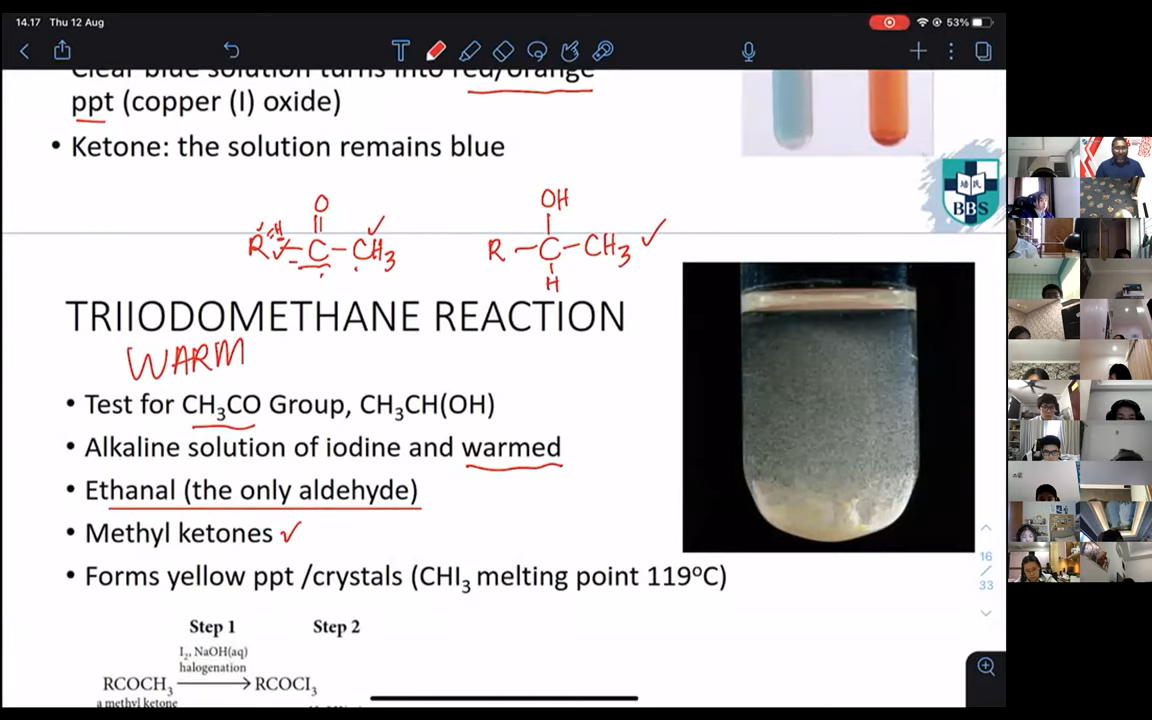 14.17 Thu 12 Aug
53%
Clear blue solution turns into red/orange
ppt (copper (I) oxide)
• Ketone: the solution remains blue
培民
BBS
O
||
R C-CH₃
OH
R-C-CH₃
H
TRIIODOMETHANE REACTION
WARM
• Test for CH₃CO Group, CH₃CH(OH)
• Alkaline solution of iodine and warmed
• Ethanal (the only aldehyde)
• Methyl ketones ✓
• Forms yellow ppt /crystals (CHI₃ melting point 119ºC)
16
/
33
Step 1 Step 2
I₂, NaOH(aq)
halogenation
RCOCH₃ → RCOCI₃
a methyl ketone